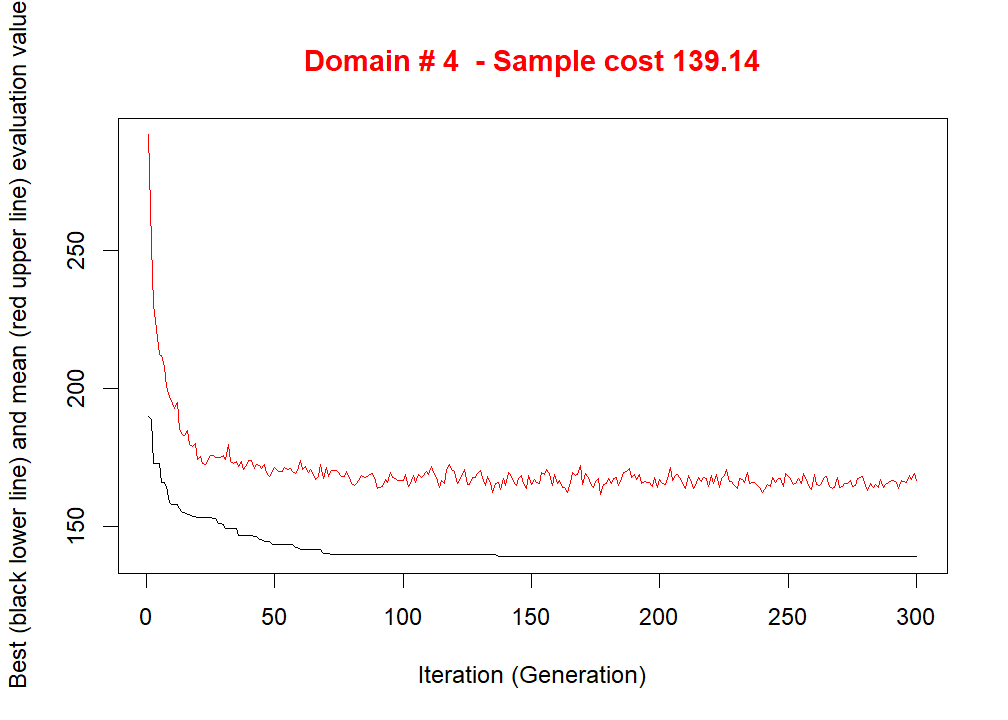 Domain # 4  - Sample cost 139.14
Best (black lower line) and mean (red upper line) evaluation value
250
200
150
0 50 100 150 200 250 300
Iteration (Generation)